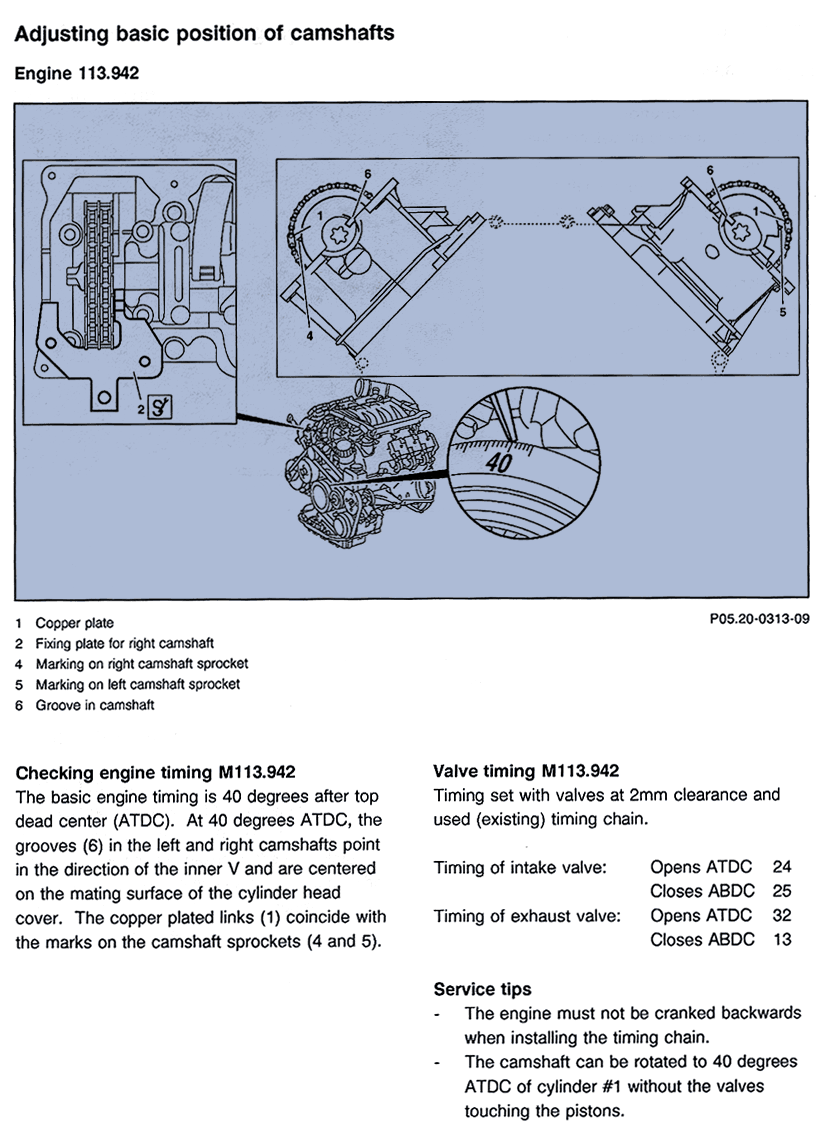 Adjusting basic position of camshafts
Engine 113.942
6
1
4
6
1
5
2
40
P05.20-0313-09
1 Copper plate
2 Fixing plate for right camshaft
4 Marking on right camshaft sprocket
5 Marking on left camshaft sprocket
6 Groove in camshaft
Checking engine timing M113.942
The basic engine timing is 40 degrees after top
dead center (ATDC). At 40 degrees ATDC, the
grooves (6) in the left and right camshafts point
in the direction of the inner V and are centered
on the mating surface of the cylinder head
cover. The copper plated links (1) coincide with
the marks on the camshaft sprockets (4 and 5).
Valve timing M113.942
Timing set with valves at 2mm clearance and
used (existing) timing chain.
Timing of intake valve: Opens ATDC 24
Closes ABDC 25
Timing of exhaust valve: Opens ATDC 32
Closes ABDC 13
Service tips
- The engine must not be cranked backwards
when installing the timing chain.
- The camshaft can be rotated to 40 degrees
ATDC of cylinder #1 without the valves
touching the pistons.